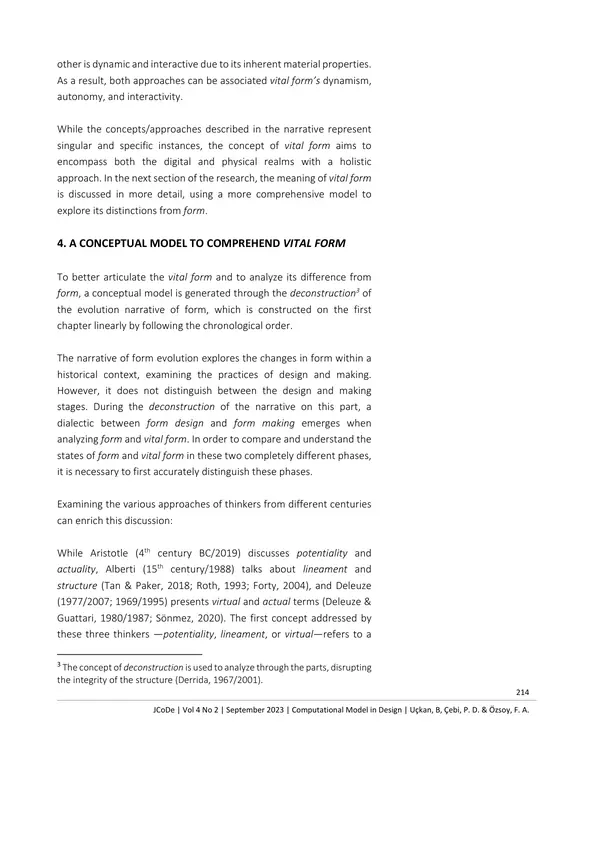 other is dynamic and interactive due to its inherent material properties.
As a result, both approaches can be associated vital form's dynamism,
autonomy, and interactivity.
While the concepts/approaches described in the narrative represent
singular and specific instances, the concept of vital form aims to
encompass both the digital and physical realms with a holistic
approach. In the next section of the research, the meaning of vital form
is discussed in more detail, using a more comprehensive model to
explore its distinctions from form.
4. A CONCEPTUAL MODEL TO COMPREHEND VITAL FORM
To better articulate the vital form and to analyze its difference from
form, a conceptual model is generated through the deconstruction³ of
the evolution narrative of form, which is constructed on the first
chapter linearly by following the chronological order.
The narrative of form evolution explores the changes in form within a
historical context, examining the practices of design and making.
However, it does not distinguish between the design and making
stages. During the deconstruction of the narrative on this part, a
dialectic between form design and form making emerges when
analyzing form and vital form. In order to compare and understand the
states of form and vital form in these two completely different phases,
it is necessary to first accurately distinguish these phases.
Examining the various approaches of thinkers from different centuries
can enrich this discussion:
While Aristotle (4th century BC/2019) discusses potentiality and
actuality, Alberti (15th century/1988) talks about lineament and
structure (Tan & Paker, 2018; Roth, 1993; Forty, 2004), and Deleuze
(1977/2007; 1969/1995) presents virtual and actual terms (Deleuze &
Guattari, 1980/1987; Sönmez, 2020). The first concept addressed by
these three thinkers —potentiality, lineament, or virtual—refers to a
³ The concept of deconstruction is used to analyze through the parts, disrupting
the integrity of the structure (Derrida, 1967/2001).
214
JCoDe | Vol 4 No 2 | September 2023 | Computational Model in Design | Uçkan, B, Çebi, P. D. & Özsoy, F. A.